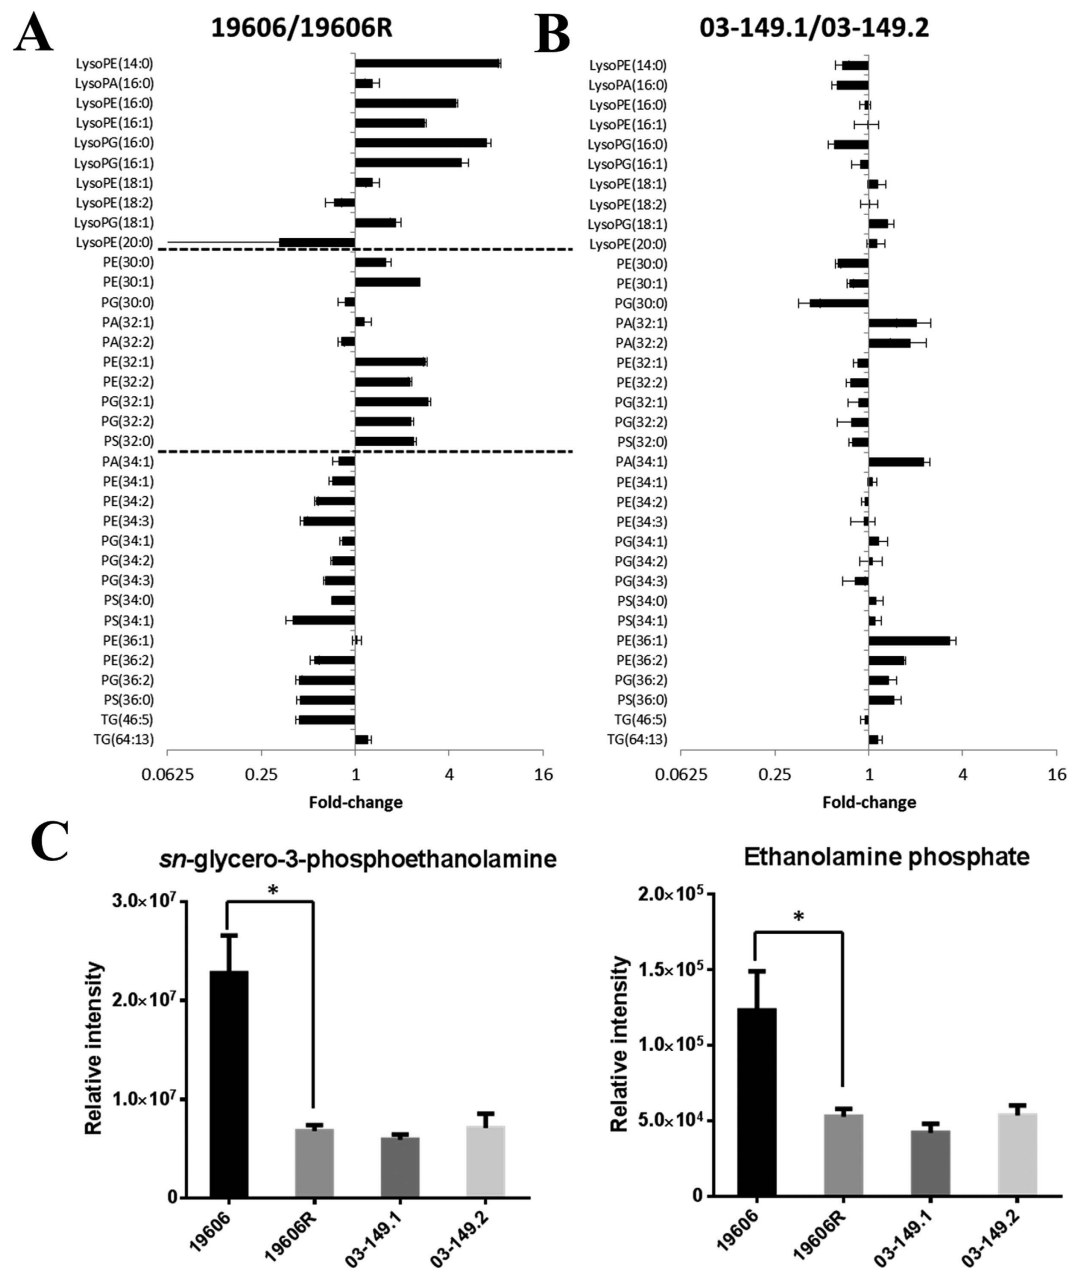 A
19606/19606R
LysoPE(14:0)
LysoPA(16:0)
LysoPE(16:0)
LysoPE(16:1)
LysoPG(16:0)
LysoPG(16:1)
LysoPE(18:1)
LysoPE(18:2)
LysoPG(18:1)
LysoPE(20:0)
PE(30:0)
PE(30:1)
PG(30:0)
PA(32:1)
PA(32:2)
PE(32:1)
PE(32:2)
PG(32:1)
PG(32:2)
PS(32:0)
PA(34:1)
PE(34:1)
PE(34:2)
PE(34:3)
PG(34:1)
PG(34:2)
PG(34:3)
PS(34:0)
PS(34:1)
PE(36:1)
PE(36:2)
PG(36:2)
PS(36:0)
TG(46:5)
TG(64:13)
0.0625 0.25 1 4 16
Fold-change
B
03-149.1/03-149.2
LysoPE(14:0)
LysoPA(16:0)
LysoPE(16:0)
LysoPE(16:1)
LysoPG(16:0)
LysoPG(16:1)
LysoPE(18:1)
LysoPE(18:2)
LysoPG(18:1)
LysoPE(20:0)
PE(30:0)
PE(30:1)
PG(30:0)
PA(32:1)
PA(32:2)
PE(32:1)
PE(32:2)
PG(32:1)
PG(32:2)
PS(32:0)
PA(34:1)
PE(34:1)
PE(34:2)
PE(34:3)
PG(34:1)
PG(34:2)
PG(34:3)
PS(34:0)
PS(34:1)
PE(36:1)
PE(36:2)
PG(36:2)
PS(36:0)
TG(46:5)
TG(64:13)
0.0625 0.25 1 4 16
Fold-change
C
sn-glycero-3-phosphoethanolamine
Relative intensity
3.0×10⁷
2.0×10⁷
1.0×10⁷
0
*
19606 19606R 03-149.1 03-149.2
Ethanolamine phosphate
Relative intensity
2.0×10⁵
1.5×10⁵
1.0×10⁵
5.0×10⁴
0
*
19606 19606R 03-149.1 03-149.2